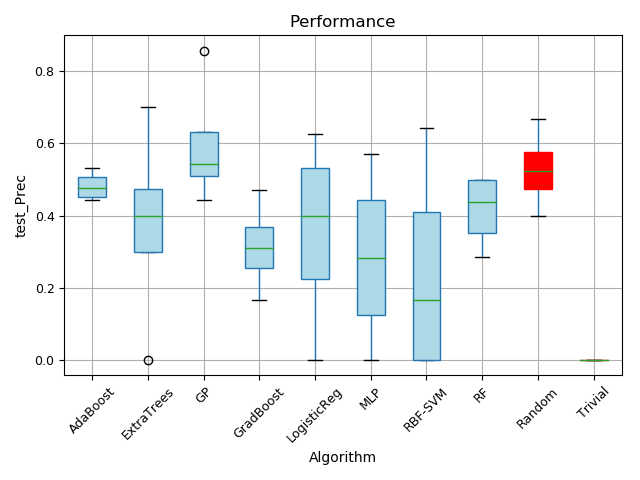 Performance
test_Prec
0.8
0.6
0.4
0.2
0.0
AdaBoost
ExtraTrees
GP
GradBoost
LogisticReg
MLP
RBF-SVM
RF
Random
Trivial
Algorithm